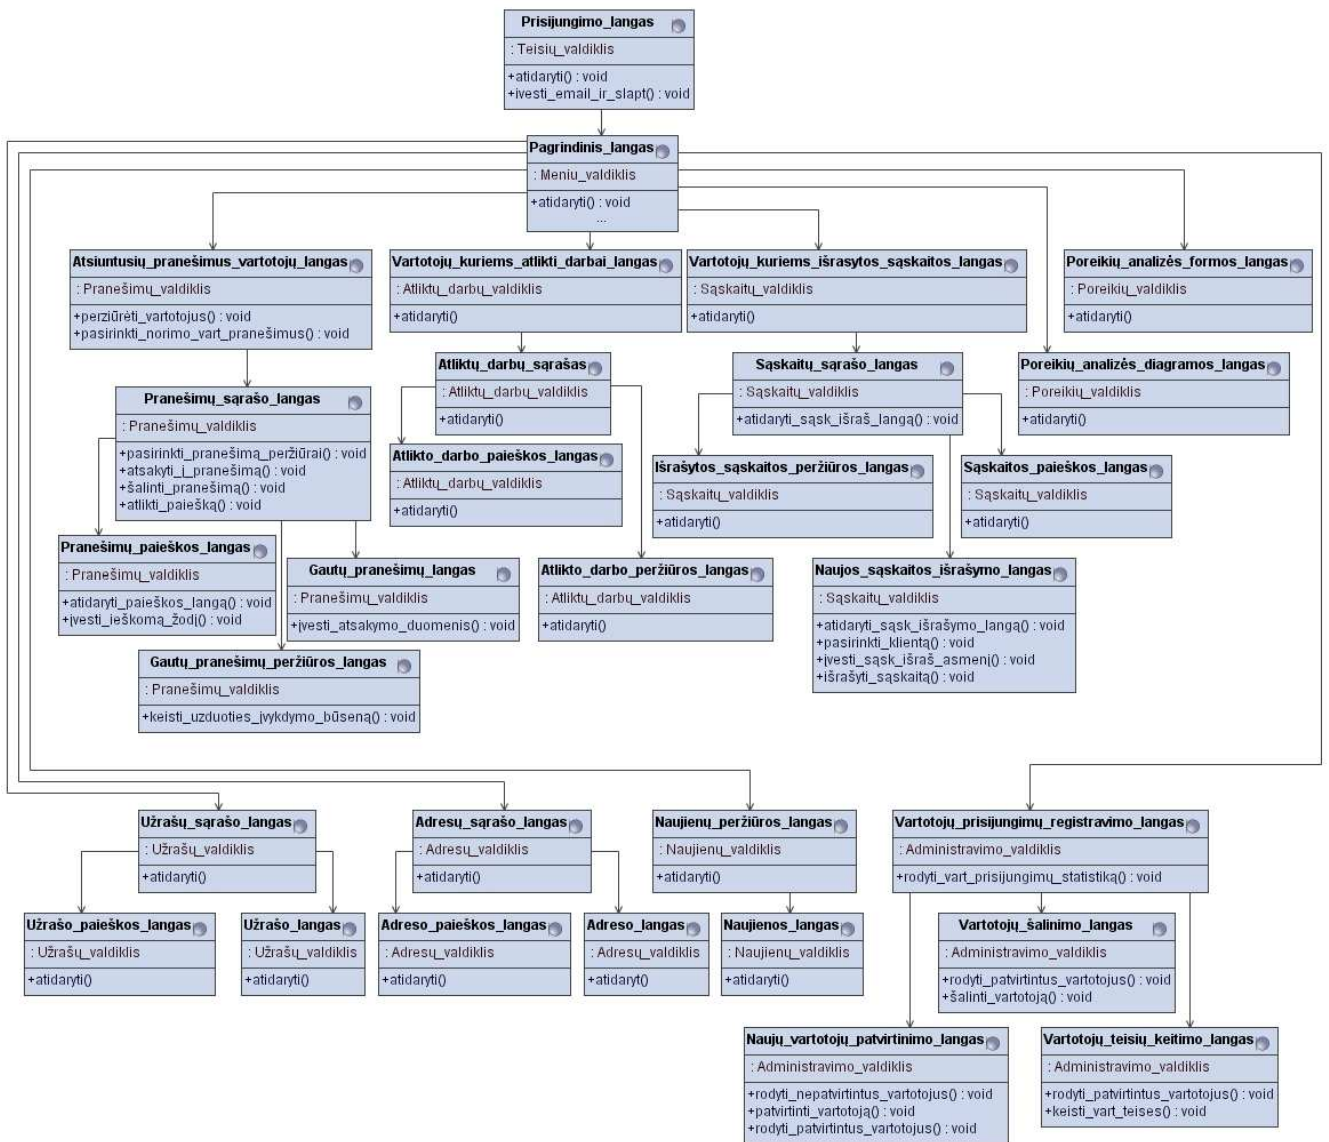 Prisijungimo_langas
: Teisių_valdiklis
+atidaryti() : void
+ivesti_email_ir_slapt() : void
Pagrindinis_langas
: Meniu_valdiklis
+atidaryti() : void
...
Atsiuntusių_pranešimus_vartotojų_langas
: Pranešimų_valdiklis
+perziūrėti_vartotojus() : void
+pasirinkti_norimo_vart_pranešimus() : void
Vartotojų_kuriems_atlikti_darbai_langas
: Atliktų_darbų_valdiklis
+atidaryti()
Vartotojų_kuriems_išrasytos_sąskaitos_langas
: Sąskaitų_valdiklis
+atidaryti()
Poreikių_analizės_formos_langas
: Poreikių_valdiklis
+atidaryti()
Atliktų_darbų_sąrašas
: Atliktų_darbų_valdiklis
+atidaryti()
Sąskaitų_sąrašo_langas
: Sąskaitų_valdiklis
+atidaryti_sąsk_išraš_langą() : void
Poreikių_analizės_diagramos_langas
: Poreikių_valdiklis
+atidaryti()
Pranešimų_sąrašo_langas
: Pranešimų_valdiklis
+pasirinkti_pranešimą_peržiūrai() : void
+atsakyti_į_pranešimą() : void
+šalinti_pranešimą() : void
+atlikti_paiešką() : void
Atlikto_darbo_paieškos_langas
: Atliktų_darbų_valdiklis
+atidaryti()
Išrašytos_sąskaitos_peržiūros_langas
: Sąskaitų_valdiklis
+atidaryti()
Sąskaitos_paieškos_langas
: Sąskaitų_valdiklis
+atidaryti()
Pranešimų_paieškos_langas
: Pranešimų_valdiklis
+atidaryti_paieškos_langą() : void
+įvesti_ieškomą_žodį() : void
Gautų_pranešimų_langas
: Pranešimų_valdiklis
+įvesti_atsakymo_duomenis() : void
Atlikto_darbo_peržiūros_langas
: Atliktų_darbų_valdiklis
+atidaryti()
Naujos_sąskaitos_išrašymo_langas
: Sąskaitų_valdiklis
+atidaryti_sąsk_išrašymo_langą() : void
+pasirinkti_klientą() : void
+įvesti_sąsk_išraš_asmenį() : void
+išrašyti_sąskaitą() : void
Gautų_pranešimų_peržiūros_langas
: Pranešimų_valdiklis
+keisti_uzduoties_įvykdymo_būseną() : void
Užrašų_sąrašo_langas
: Užrašų_valdiklis
+atidaryti()
Adresų_sąrašo_langas
: Adresų_valdiklis
+atidaryti()
Naujienų_peržiūros_langas
: Naujienų_valdiklis
+atidaryti()
Vartotojų_prisijungimų_registravimo_langas
: Administravimo_valdiklis
+rodyti_vart_prisijungimų_statistiką() : void
Užrašo_paieškos_langas
: Užrašų_valdiklis
+atidaryti()
Užrašo_langas
: Užrašų_valdiklis
+atidaryti()
Adreso_paieškos_langas
: Adresų_valdiklis
+atidaryti()
Adreso_langas
: Adresų_valdiklis
+atidaryt()
Naujienos_langas
: Naujienų_valdiklis
+atidaryti()
Vartotojų_šalinimo_langas
: Administravimo_valdiklis
+rodyti_patvirtintus_vartotojus() : void
+šalinti_vartotoją() : void
Naujų_vartotojų_patvirtinimo_langas
: Administravimo_valdiklis
+rodyti_nepatvirtintus_vartotojus() : void
+patvirtinti_vartotoją() : void
+rodyti_patvirtintus_vartotojus() : void
Vartotojų_teisių_keitimo_langas
: Administravimo_valdiklis
+rodyti_patvirtintus_vartotojus() : void
+keisti_vart_teises() : void